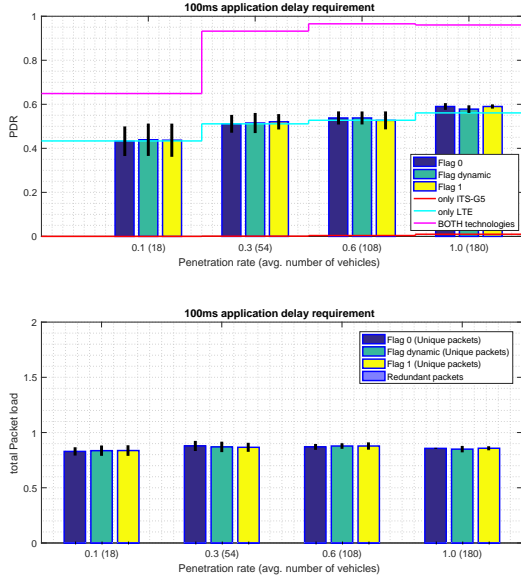 100ms application delay requirement
1
0.8
0.6
0.4
0.2
0
PDR
Flag 0
Flag dynamic
Flag 1
only ITS-G5
only LTE
BOTH technologies
0.1 (18)
0.3 (54)
0.6 (108)
1.0 (180)
Penetration rate (avg. number of vehicles)
100ms application delay requirement
2
1.5
1
0.5
0
total Packet load
Flag 0 (Unique packets)
Flag dynamic (Unique packets)
Flag 1 (Unique packets)
Redundant packets
0.1 (18)
0.3 (54)
0.6 (108)
1.0 (180)
Penetration rate (avg. number of vehicles)